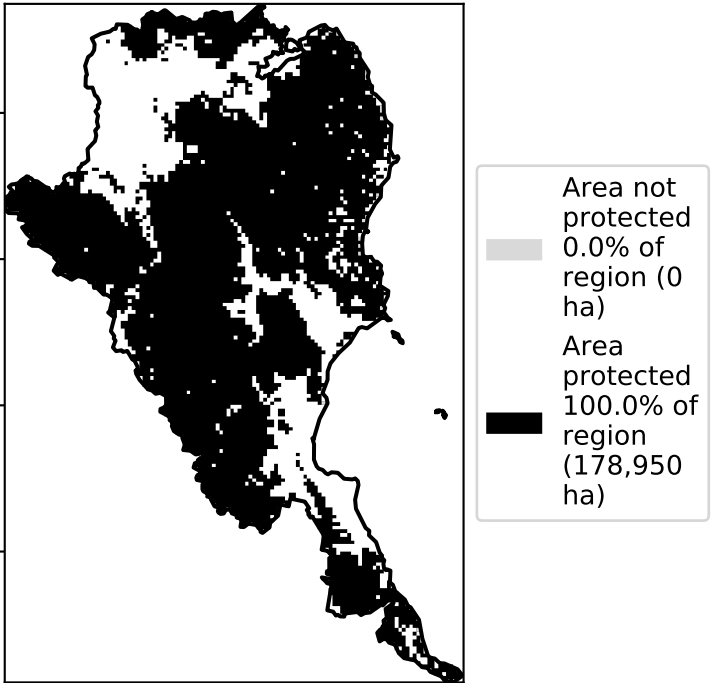 Area not
protected
0.0% of
region (0
ha)
Area
protected
100.0% of
region
(178,950
ha)